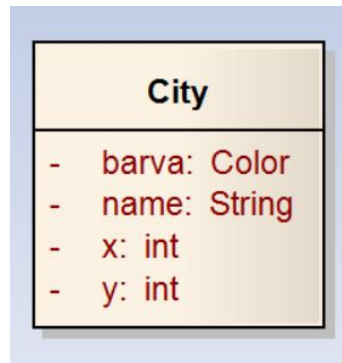 City
- barva: Color
- name: String
- x: int
- y: int